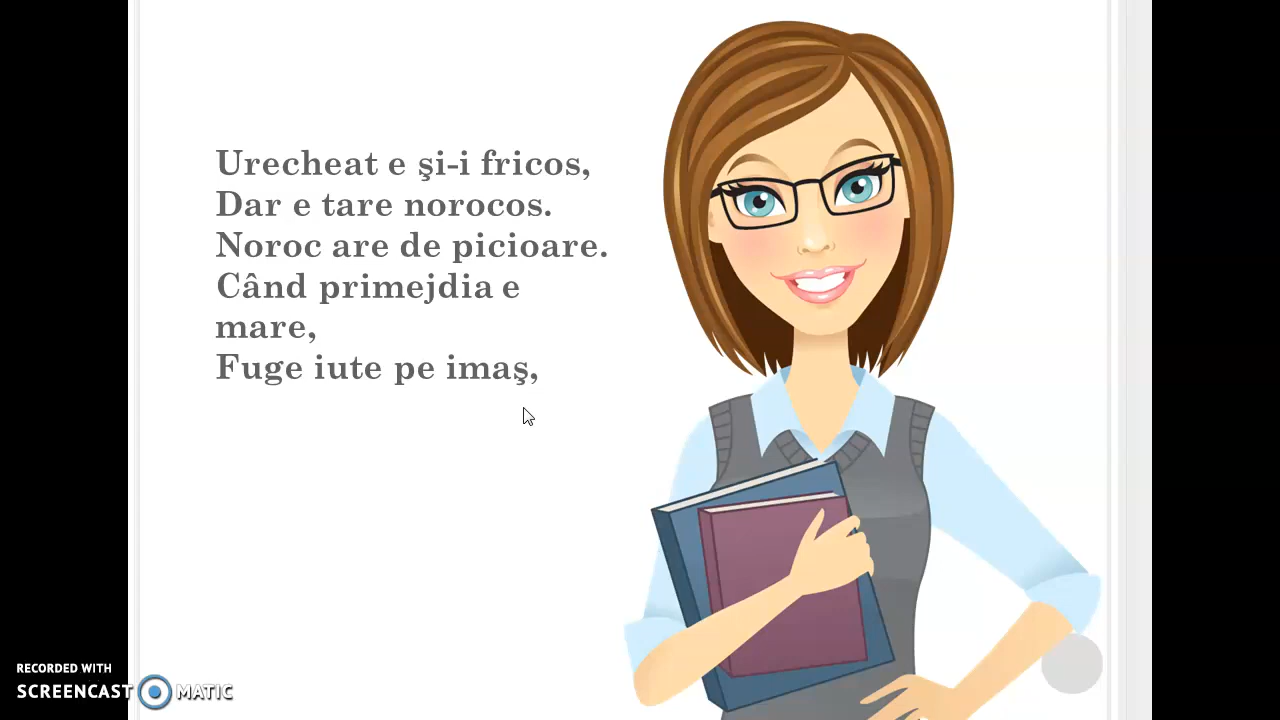 Urecheat e şi-i fricos,
Dar e tare norocos.
Noroc are de picioare.
Când primejdia e
mare,
Fuge iute pe imaş,
RECORDED WITH
SCREENCAST MATIC